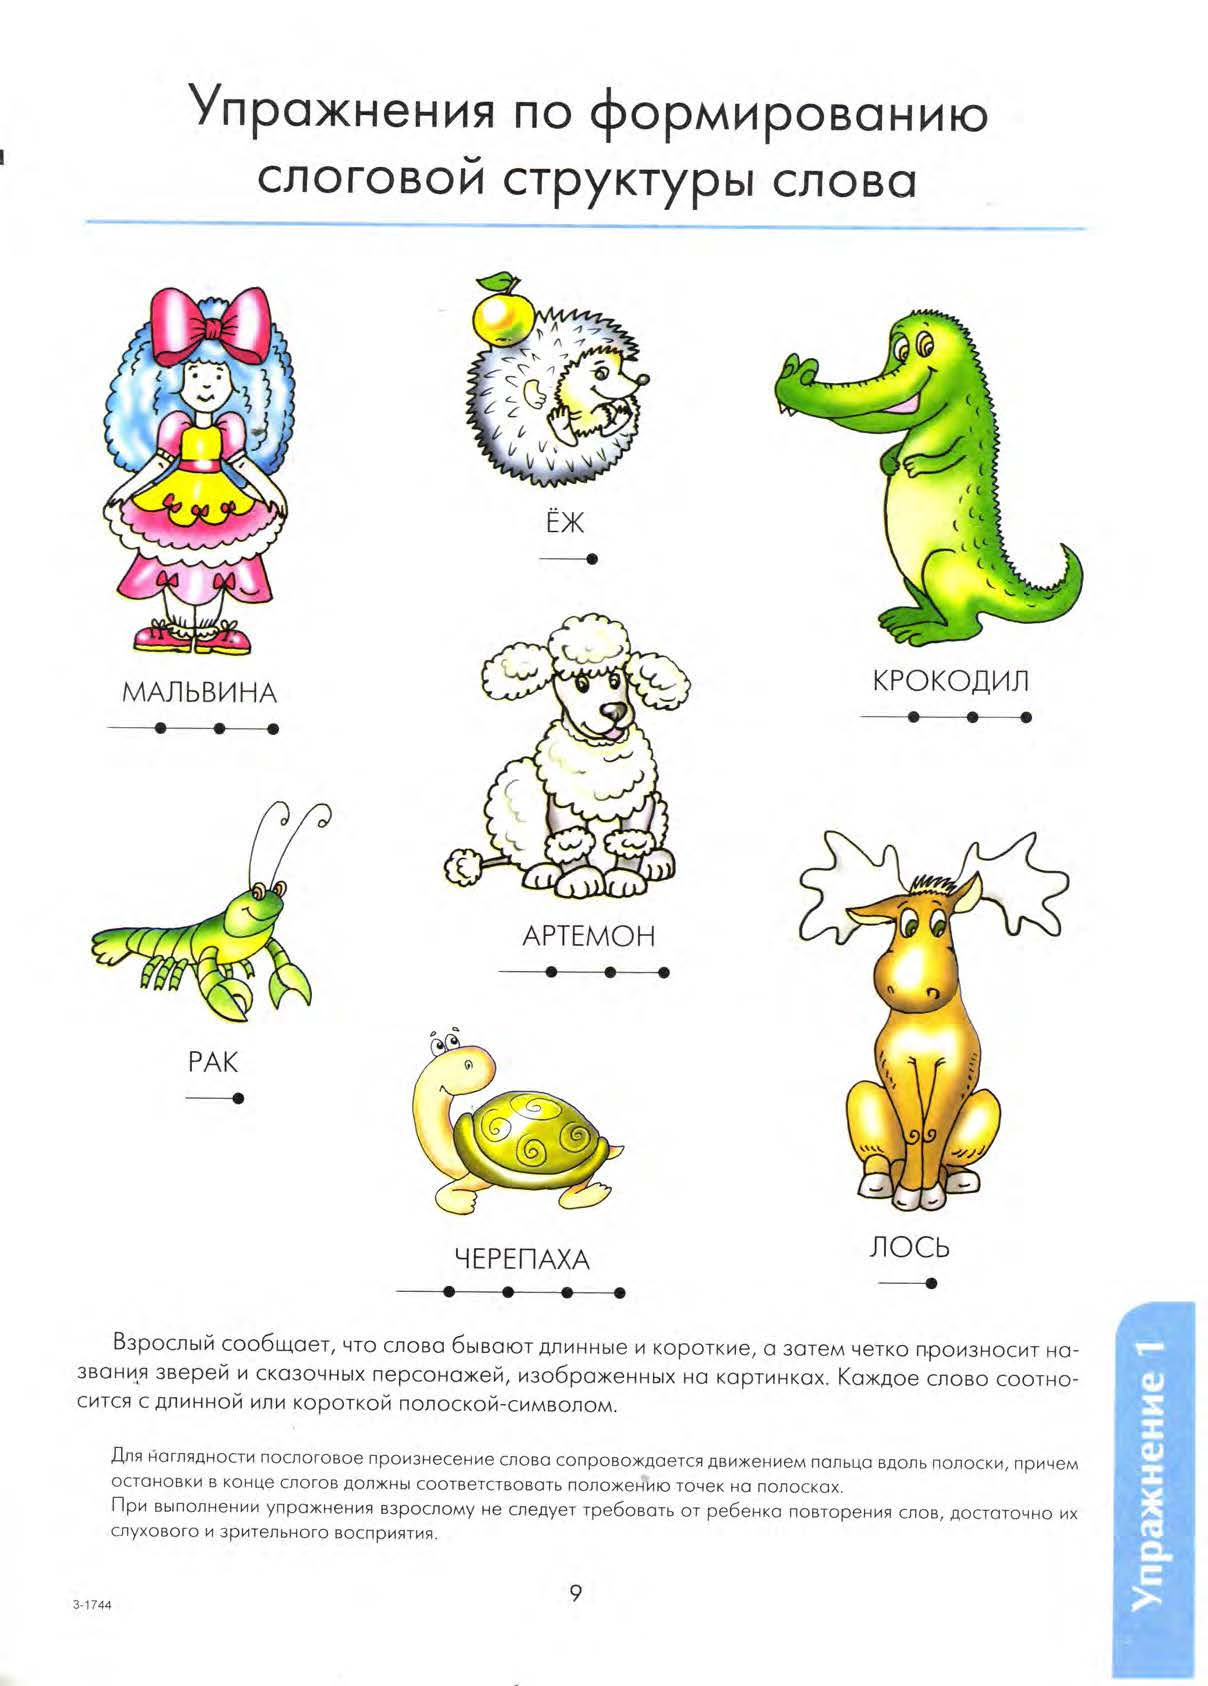 Упражнения по формированию
слоговой структуры слова
ЁЖ
МАЛЬВИНА
КРОКОДИЛ
АРТЕМОН
РАК
ЧЕРЕПАХА
ЛОСЬ
Взрослый сообщает, что слова бывают длинные и короткие, а затем четко произносит на-
звания зверей и сказочных персонажей, изображенных на картинках. Каждое слово соотно-
сится с длинной или короткой полоской-символом.
Для наглядности послоговое произнесение слова сопровождается движением пальца вдоль полоски, причем
остановки в конце слогов должны соответствовать положению точек на полосках.
При выполнении упражнения взрослому не следует требовать от ребенка повторения слов, достаточно их
слухового и зрительного восприятия.
Упражнение 1
9
3-1744